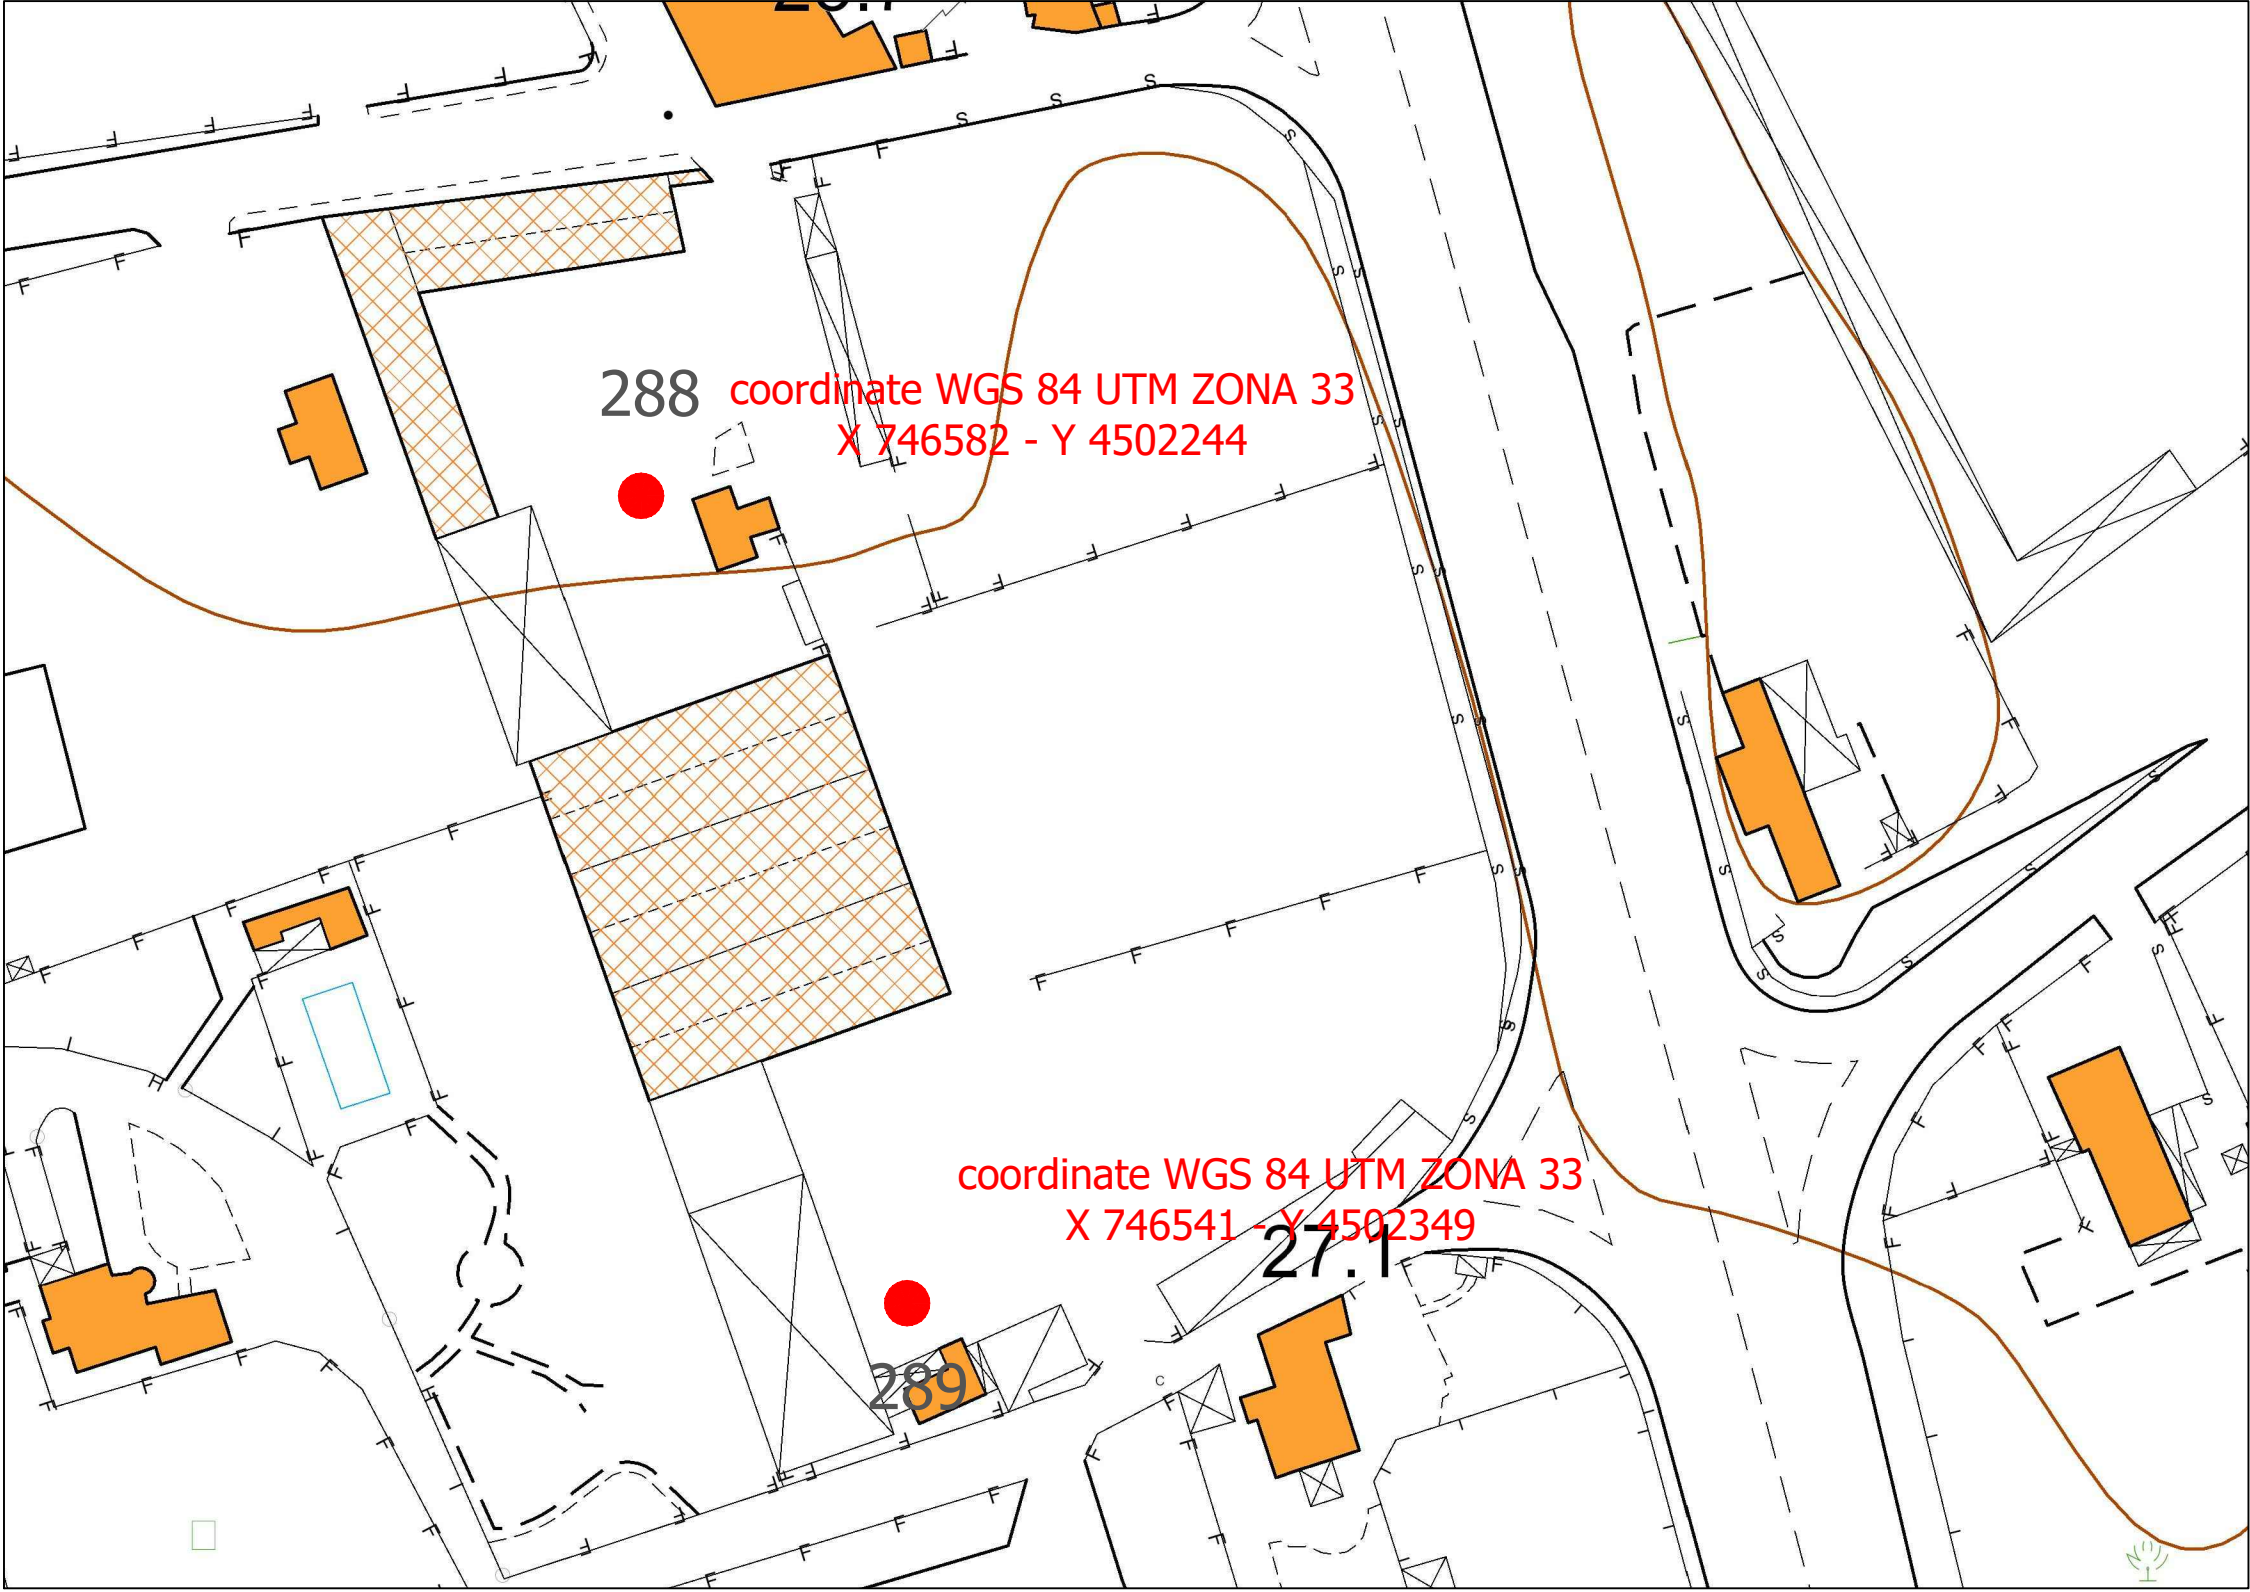 288
coordinate WGS 84 UTM ZONA 33
X 746582 - Y 4502244
coordinate WGS 84 UTM ZONA 33
X 746541 - Y 4502349
27.1
289